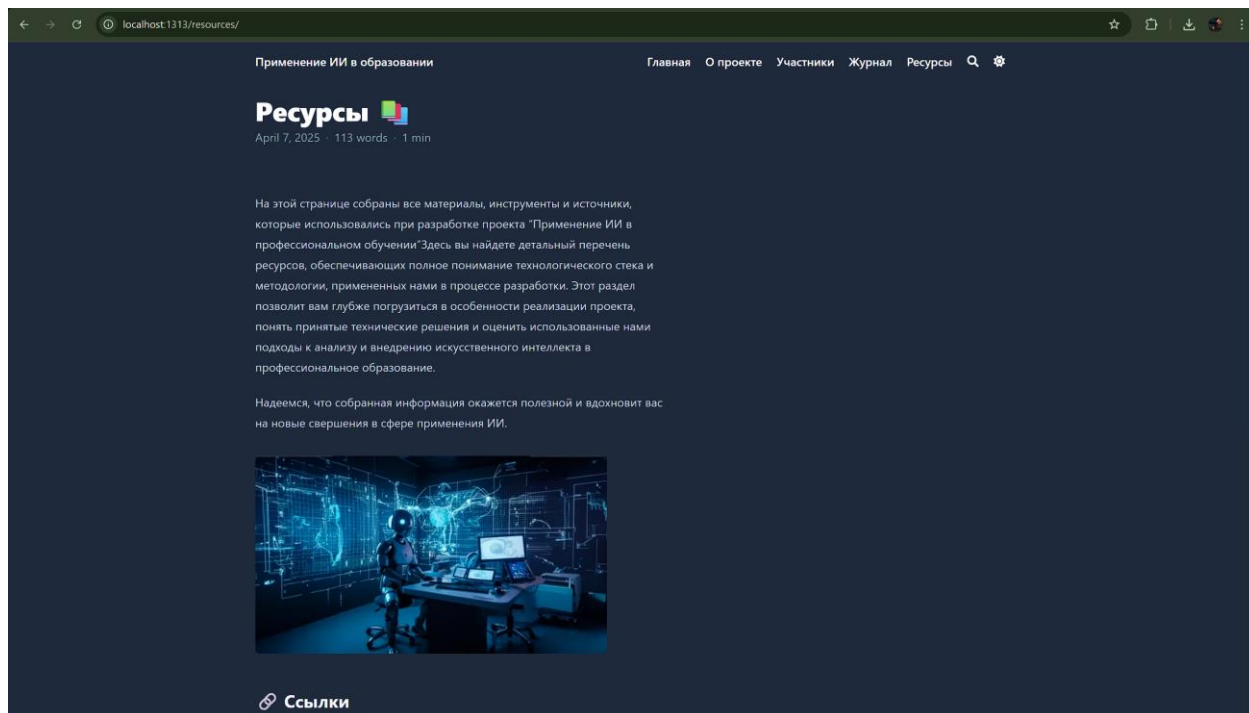 localhost:1313/resources/
Применение ИИ в образовании
Главная О проекте Участники Журнал Ресурсы
Ресурсы
April 7, 2025 · 113 words · 1 min
На этой странице собраны все материалы, инструменты и источники,
которые использовались при разработке проекта “Применение ИИ в
профессиональном обучении”Здесь вы найдете детальный перечень
ресурсов, обеспечивающих полное понимание технологического стека и
методологии, примененных нами в процессе разработки. Этот раздел
позволит вам глубже погрузиться в особенности реализации проекта,
понять принятые технические решения и оценить использованные нами
подходы к анализу и внедрению искусственного интеллекта в
профессиональное образование.
Надеемся, что собранная информация окажется полезной и вдохновит вас
на новые свершения в сфере применения ИИ.
Ссылки